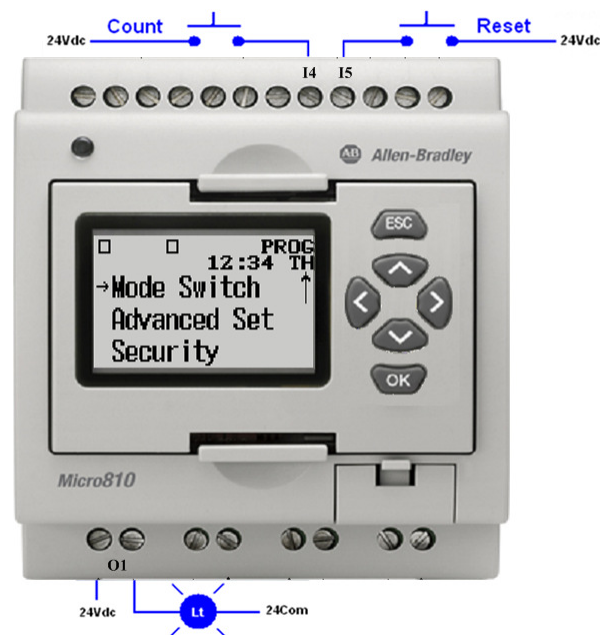 Count
Reset
24Vdc
24Vdc
I4 I5
AB Allen-Bradley
PROG
12:34 TH
→Mode Switch ↑
Advanced Set
Security
ESC
OK
Micro810
O1
24Vdc
Lt
24Com